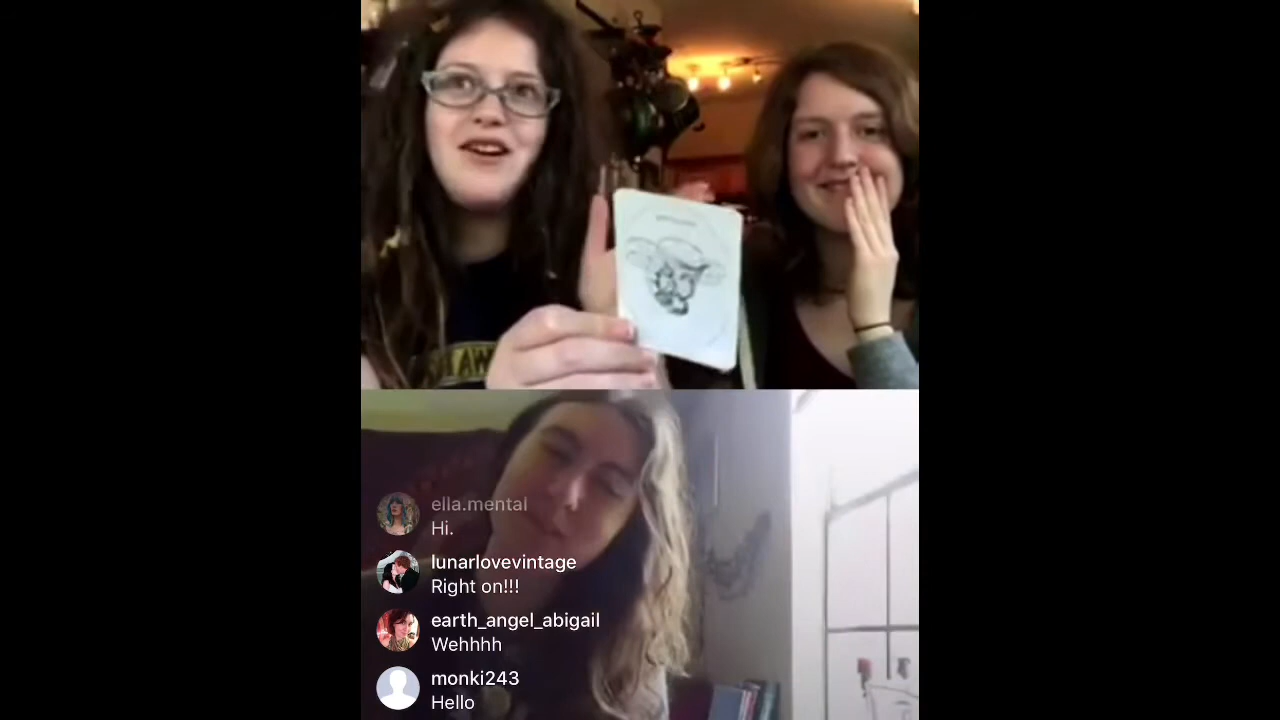 ella.mental
Hi.
lunarlovevintage
Right on!!!
earth_angel_abigail
Wehhhh
monki243
Hello